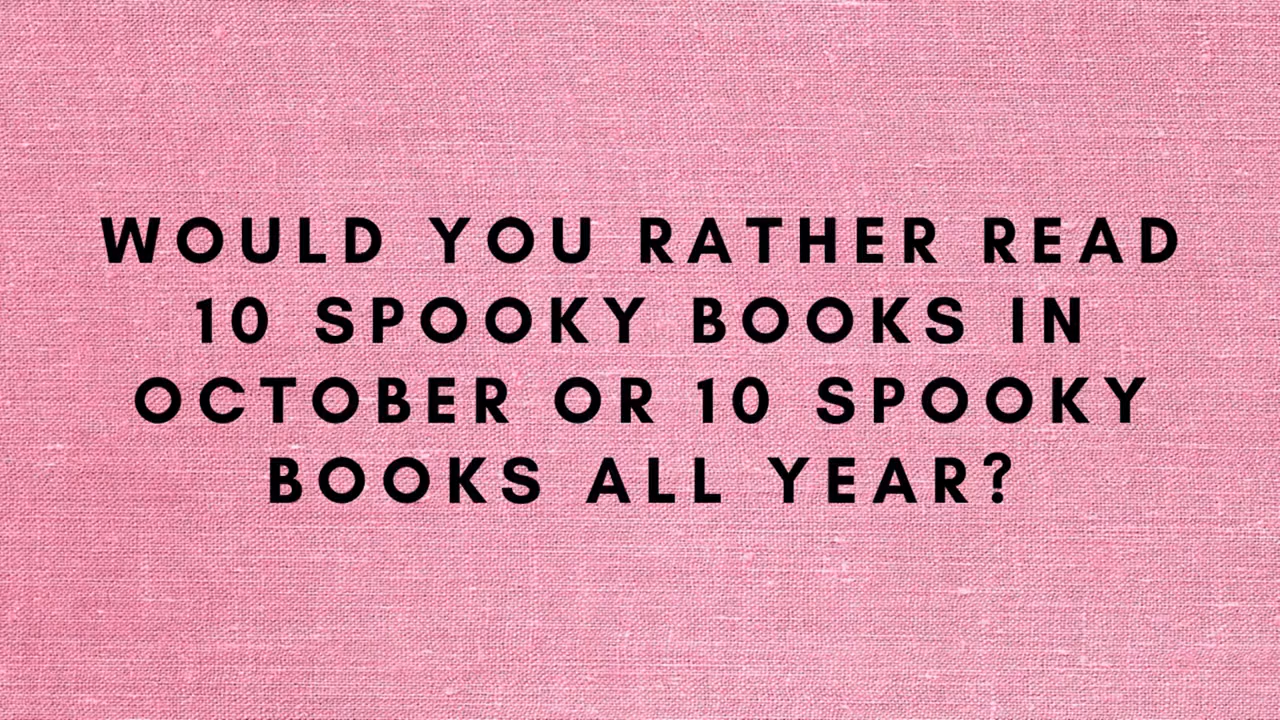 WOULD YOU RATHER READ
10 SPOOKY BOOKS IN
OCTOBER OR 10 SPOOKY
BOOKS ALL YEAR?